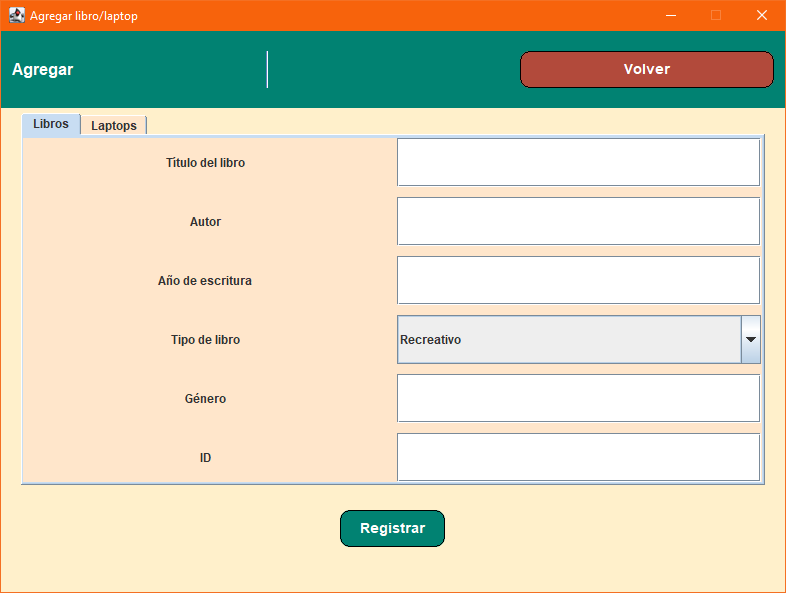 Agregar libro/laptop
Agregar
Volver
Libros
Laptops
Título del libro
Autor
Año de escritura
Tipo de libro
Recreativo
Género
ID
Registrar